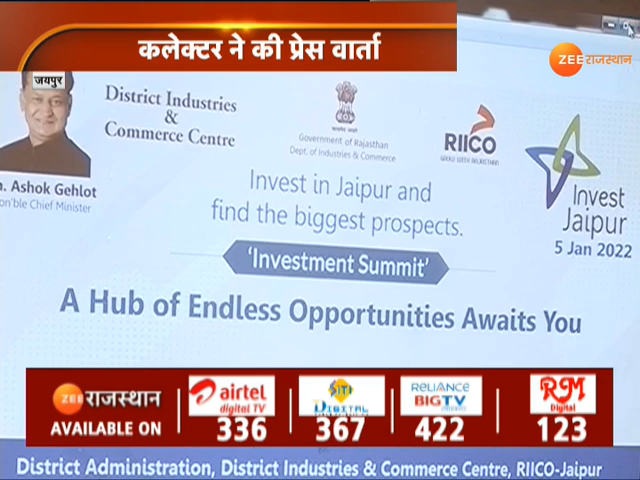 कलेक्टर ने की प्रेस वार्ता
ZEE राजस्थान
जयपुर
District Industries
&
Commerce Centre
Government of Rajasthan
Dept. of Industries & Commerce
RIICO
Invest
Jaipur
5 Jan 2022
. Ashok Gehlot
on'ble Chief Minister
Invest in Jaipur and
find the biggest prospects.
'Investment Summit'
A Hub of Endless Opportunities Awaits You
ZEE राजस्थान
AVAILABLE ON
airtel
digital TV
336
SITI
DIGITAL
367
RELIANCE
BIGTV
422
RM
Digital
123
District Administration, District Industries & Commerce Centre, RIICO-Jaipur